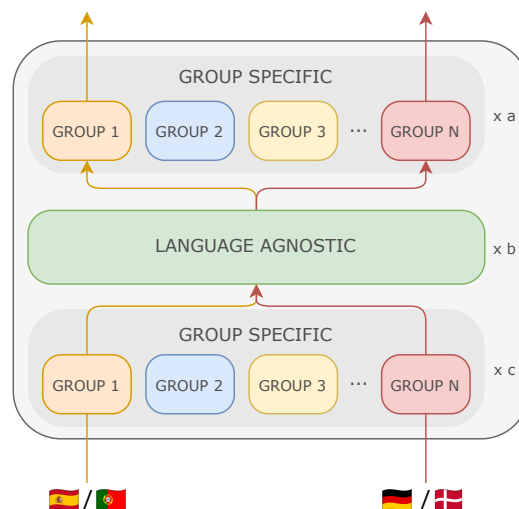 GROUP SPECIFIC
GROUP 1 GROUP 2 GROUP 3 ... GROUP N
x a
LANGUAGE AGNOSTIC
x b
GROUP SPECIFIC
GROUP 1 GROUP 2 GROUP 3 ... GROUP N
x c
/ /